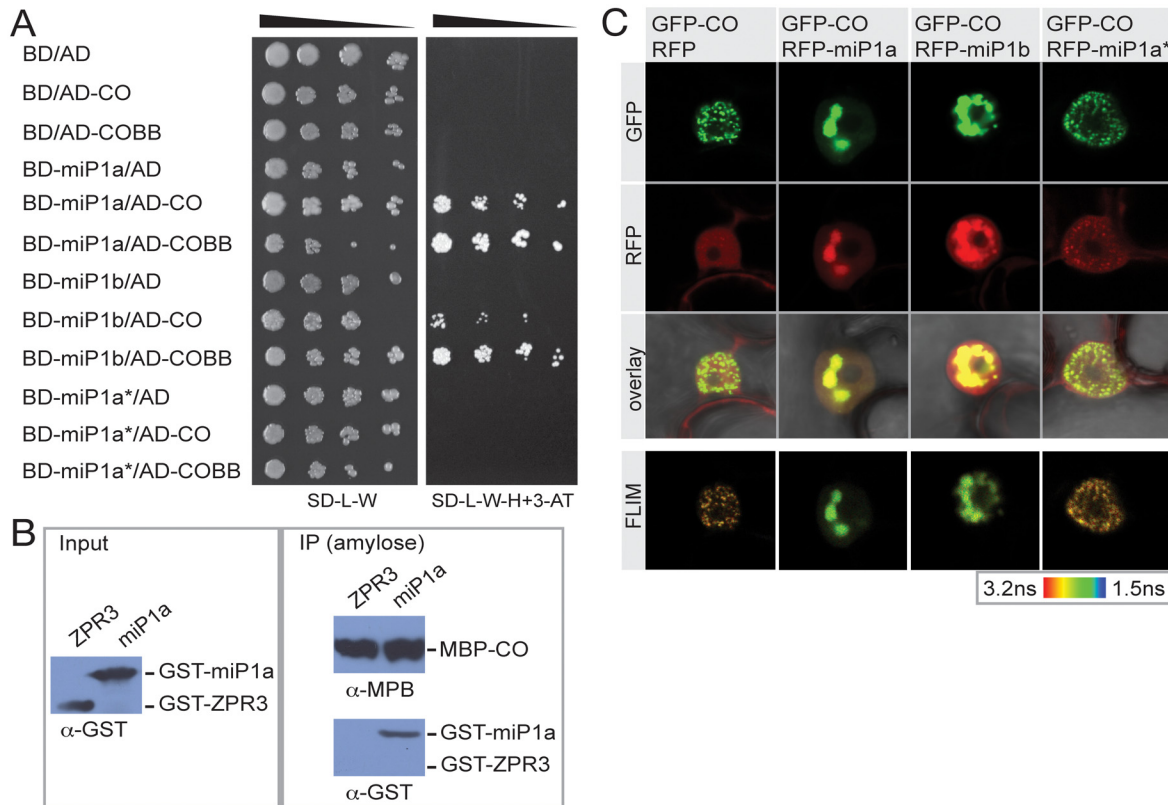 A
BD/AD
BD/AD-CO
BD/AD-COBB
BD-miP1a/AD
BD-miP1a/AD-CO
BD-miP1a/AD-COBB
BD-miP1b/AD
BD-miP1b/AD-CO
BD-miP1b/AD-COBB
BD-miP1a*/AD
BD-miP1a*/AD-CO
BD-miP1a*/AD-COBB
SD-L-W
SD-L-W-H+3-AT
B
Input
ZPR3
miP1a
GST-miP1a
GST-ZPR3
α-GST
IP (amylose)
ZPR3
miP1a
MBP-CO
α-MPB
GST-miP1a
GST-ZPR3
α-GST
C
GFP-CO
RFP
GFP-CO
RFP-miP1a
GFP-CO
RFP-miP1b
GFP-CO
RFP-miP1a*
GFP
RFP
overlay
FLIM
3.2ns
1.5ns